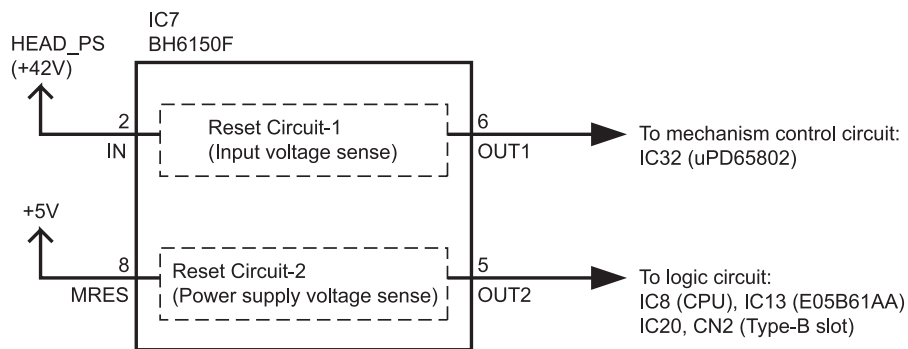 IC7
BH6150F
HEAD_PS
(+42V)
2
IN
Reset Circuit-1
(Input voltage sense)
6
OUT1
To mechanism control circuit:
IC32 (uPD65802)
+5V
8
MRES
Reset Circuit-2
(Power supply voltage sense)
5
OUT2
To logic circuit:
IC8 (CPU), IC13 (E05B61AA)
IC20, CN2 (Type-B slot)